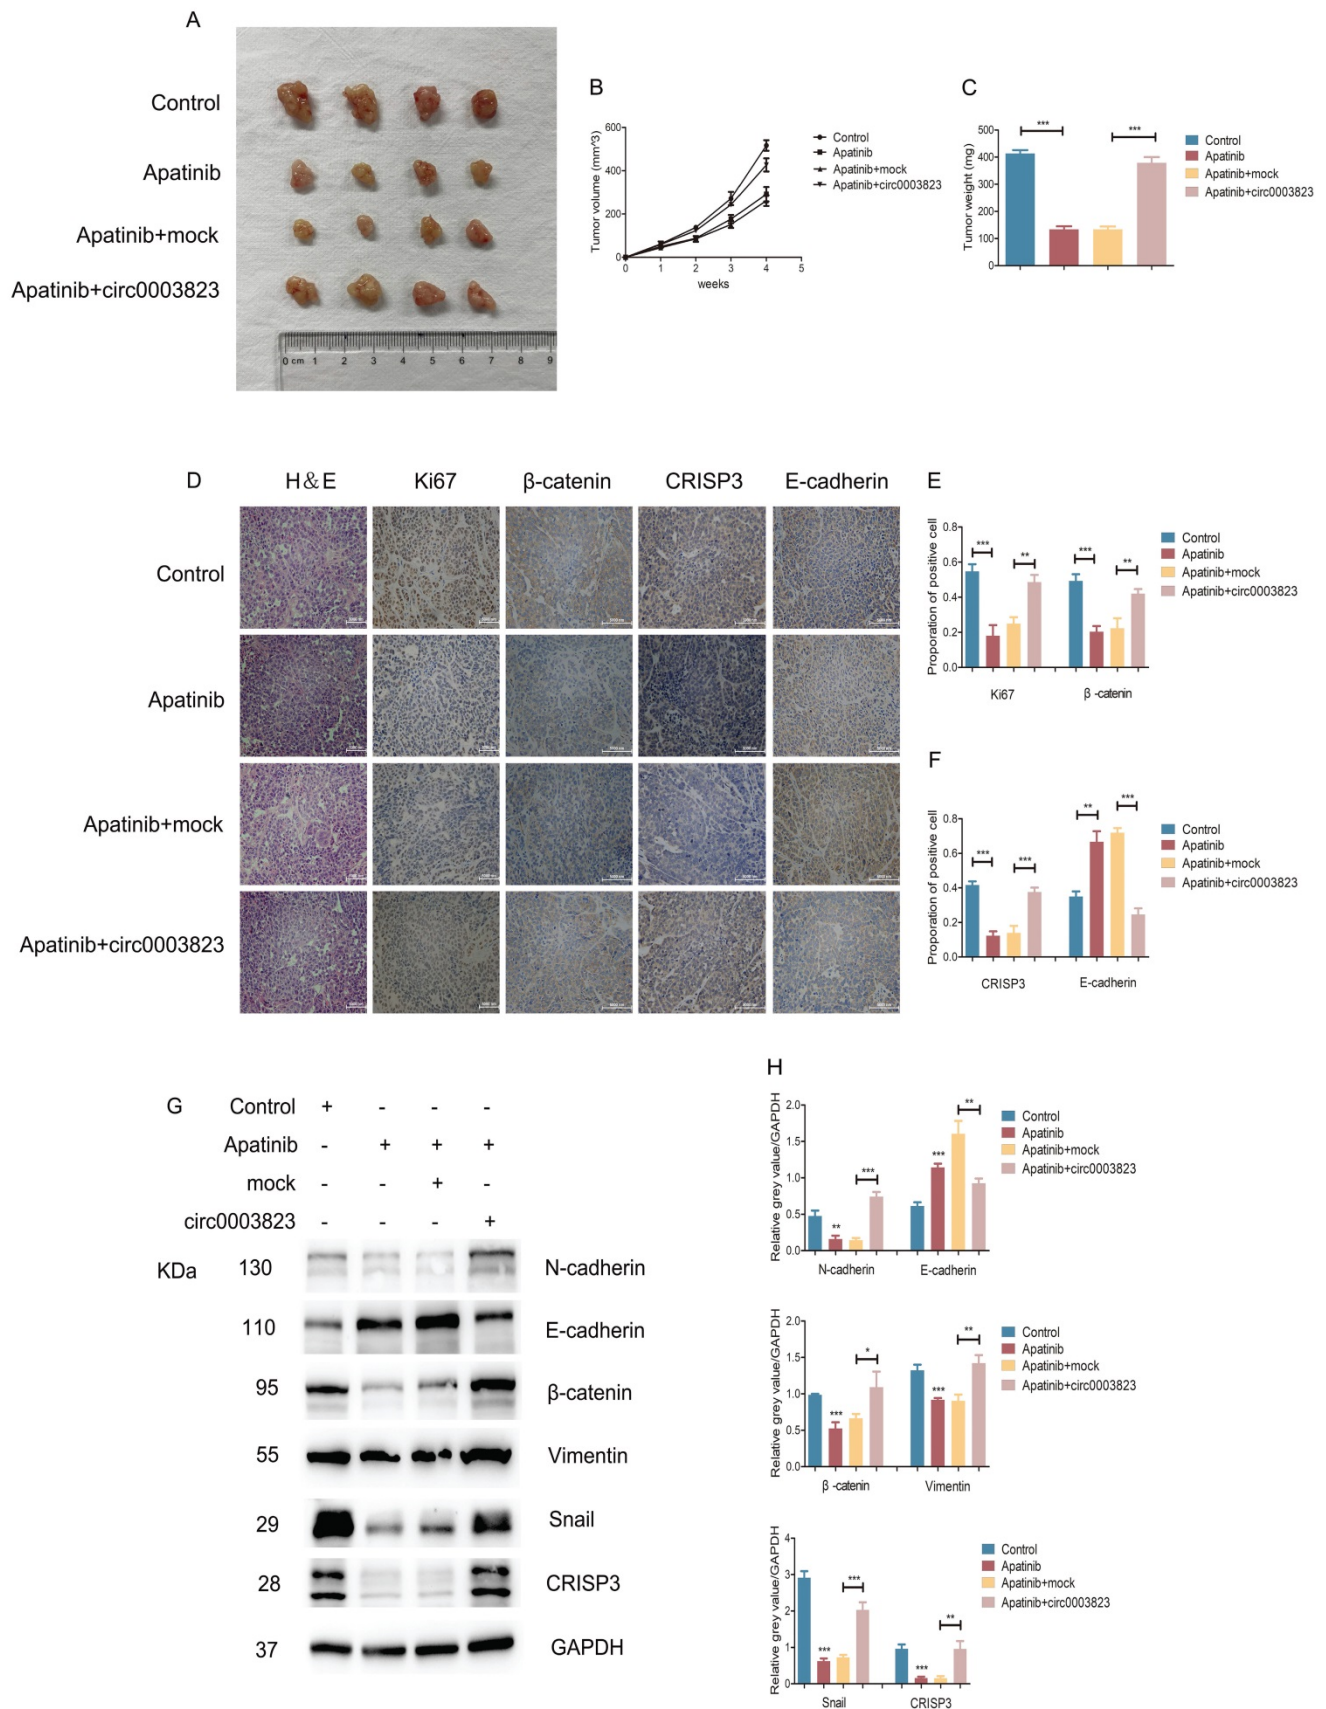 A
Control
Apatinib
Apatinib+mock
Apatinib+circ0003823
0 cm 1 2 3 4 5 6 7 8 9
B
Tumor volume (mm^3)
600
400
200
0
0 1 2 3 4 5
weeks
Control
Apatinib
Apatinib+mock
Apatinib+circ0003823
C
Tumor weight (mg)
500
400
300
200
100
0
*** ***
Control
Apatinib
Apatinib+mock
Apatinib+circ0003823
D H&E Ki67 β-catenin CRISP3 E-cadherin
Control
Apatinib
Apatinib+mock
Apatinib+circ0003823
E
Proporation of positive cell
0.8
0.6
0.4
0.2
0.0
*** ** *** **
Ki67 β -catenin
Control
Apatinib
Apatinib+mock
Apatinib+circ0003823
F
Proporation of positive cell
0.8
0.6
0.4
0.2
0.0
*** *** ** ***
CRISP3 E-cadherin
Control
Apatinib
Apatinib+mock
Apatinib+circ0003823
G Control + - - -
Apatinib - + + +
mock - - + -
circ0003823 - - - +
KDa 130 N-cadherin
110 E-cadherin
95 β-catenin
55 Vimentin
29 Snail
28 CRISP3
37 GAPDH
H
Relative grey value/GAPDH
2.0
1.5
1.0
0.5
0.0
** *** *** **
N-cadherin E-cadherin
Control
Apatinib
Apatinib+mock
Apatinib+circ0003823
Relative grey value/GAPDH
2.0
1.5
1.0
0.5
0.0
*** * *** **
β -catenin Vimentin
Control
Apatinib
Apatinib+mock
Apatinib+circ0003823
Relative grey value/GAPDH
4
3
2
1
0
*** *** *** **
Snail CRISP3
Control
Apatinib
Apatinib+mock
Apatinib+circ0003823